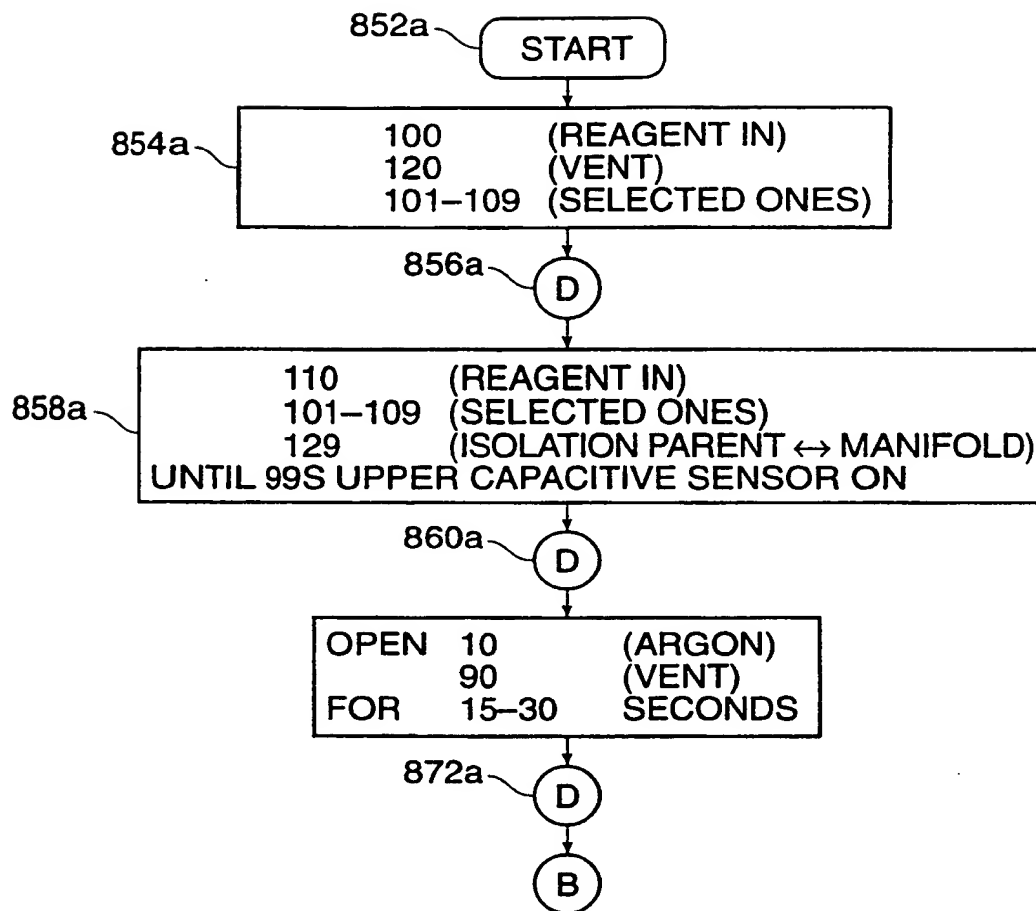 852a
START
854a
100 (REAGENT IN)
120 (VENT)
101–109 (SELECTED ONES)
856a
D
858a
110 (REAGENT IN)
101–109 (SELECTED ONES)
129 (ISOLATION PARENT ↔ MANIFOLD)
UNTIL 99S UPPER CAPACITIVE SENSOR ON
860a
D
OPEN 10 (ARGON)
90 (VENT)
FOR 15–30 SECONDS
872a
D
B